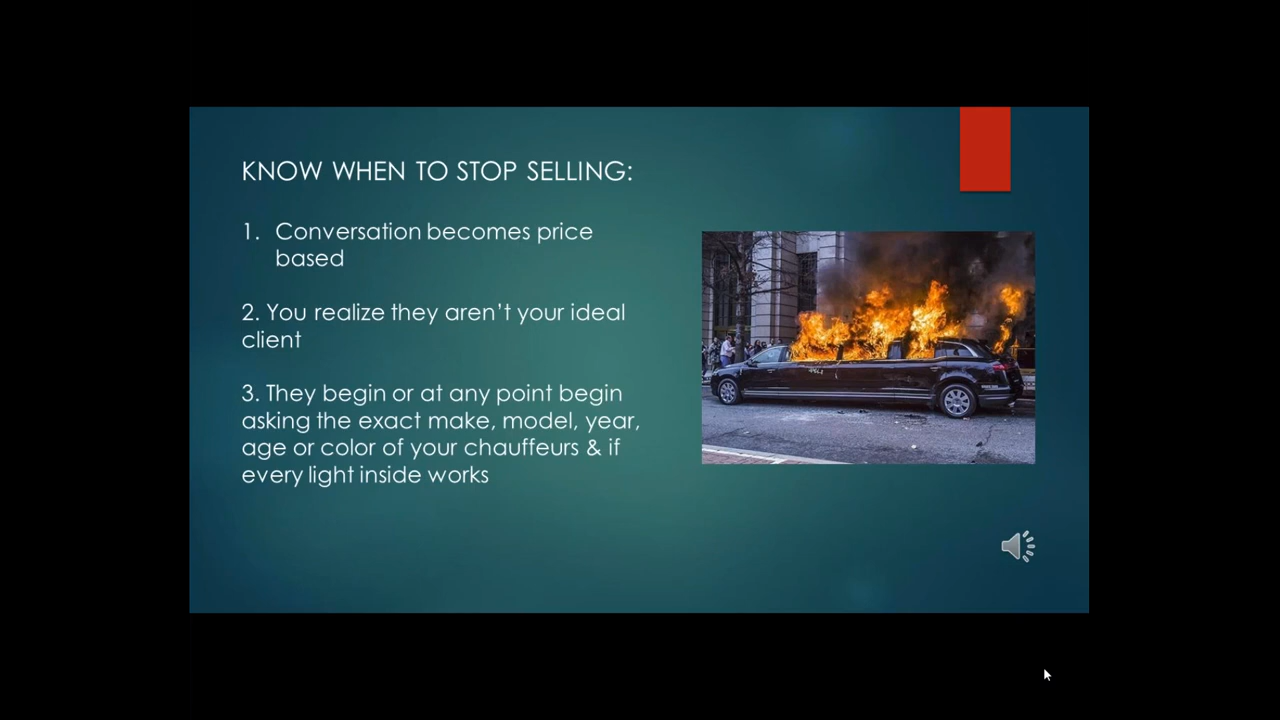 KNOW WHEN TO STOP SELLING:
1. Conversation becomes price
based
2. You realize they aren't your ideal
client
3. They begin or at any point begin
asking the exact make, model, year,
age or color of your chauffeurs & if
every light inside works